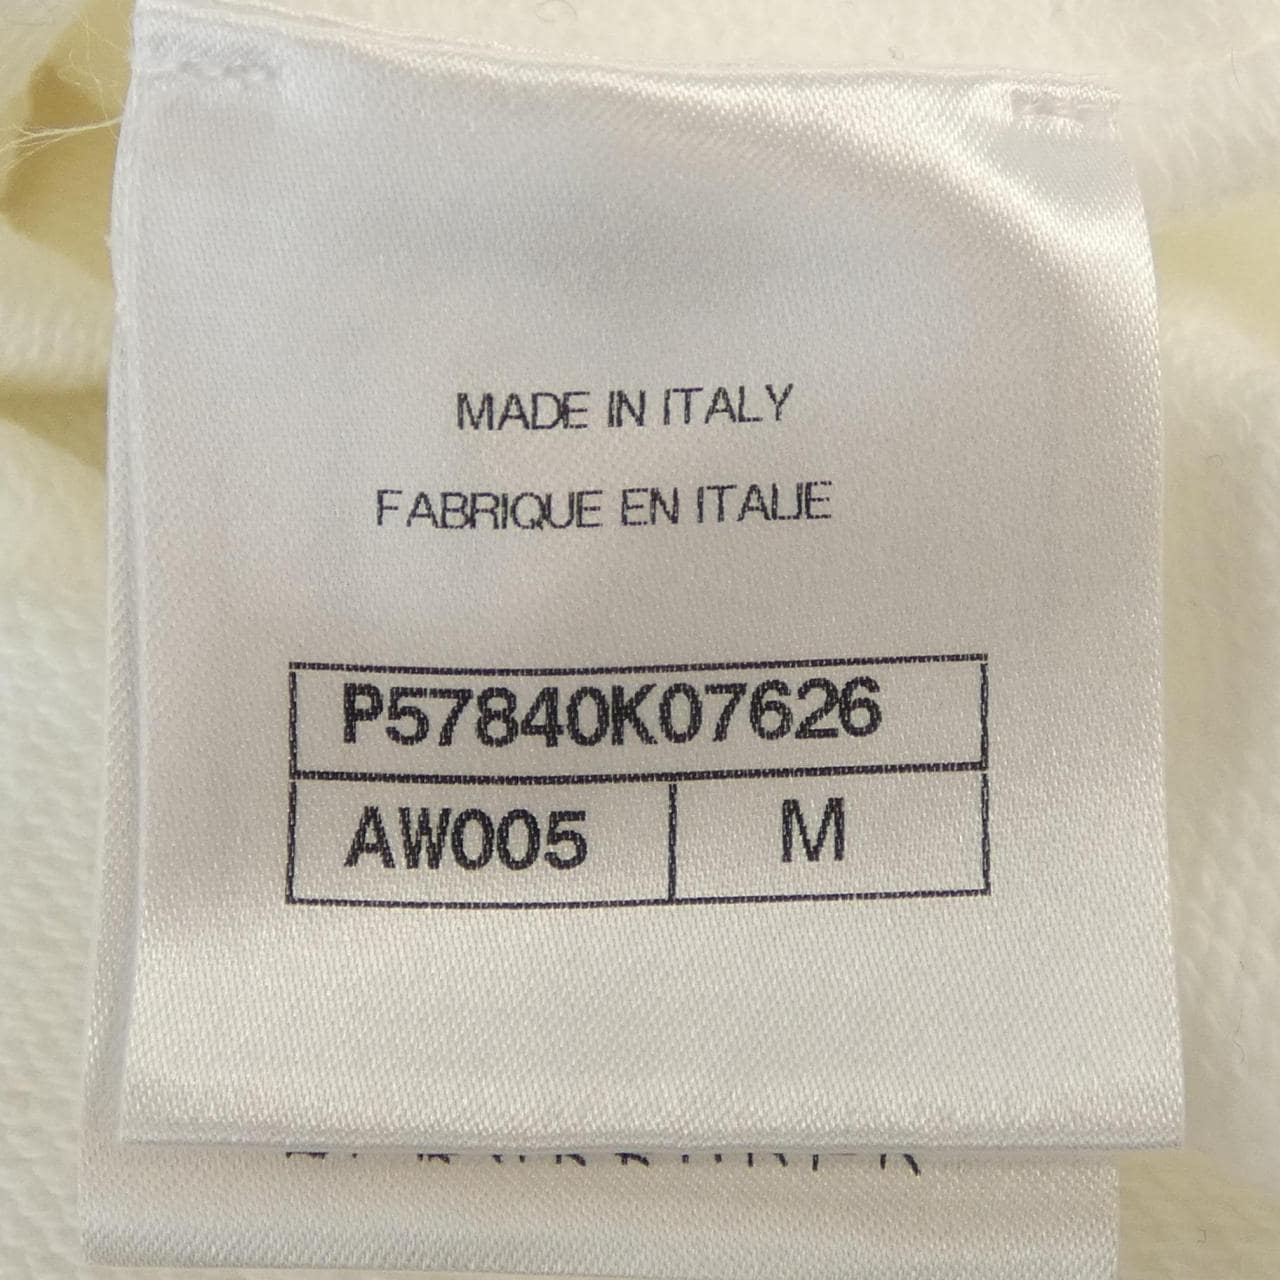 MADE IN ITALY
FABRIQUE EN ITALIE
P57840K07626
AW005 M